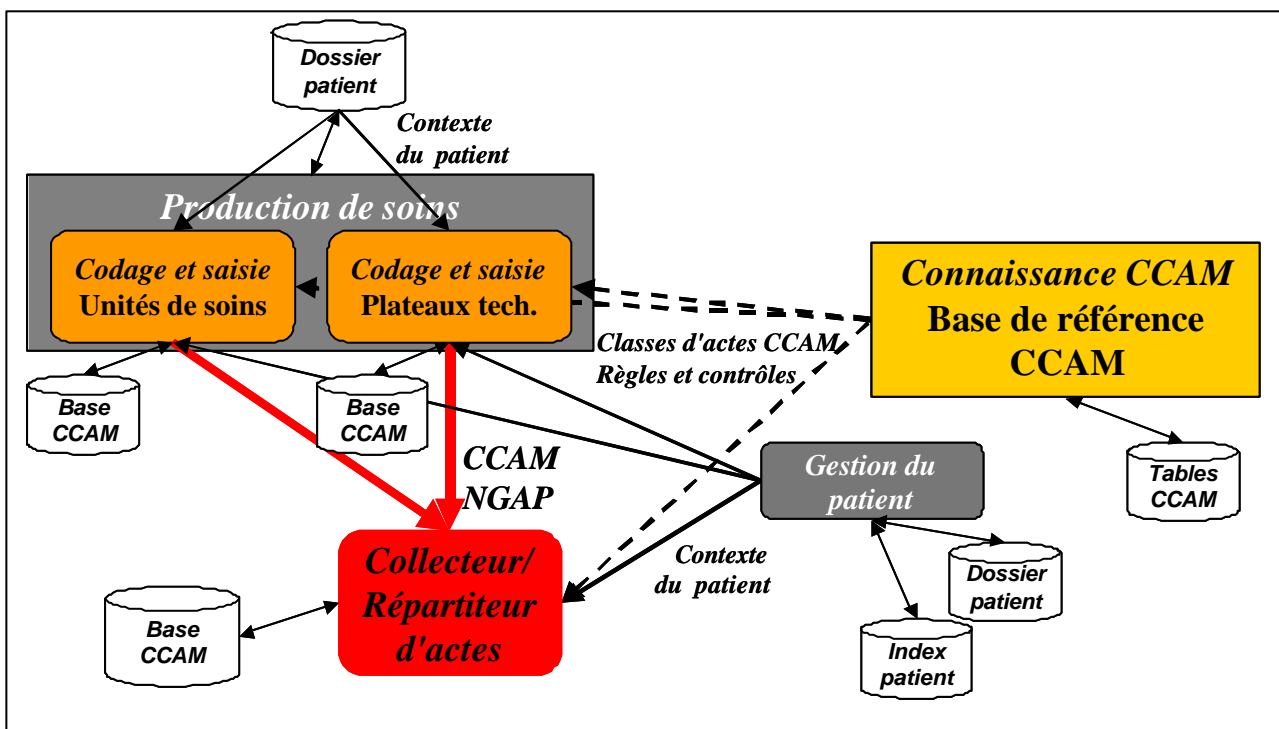 Dossier
patient
Contexte
du patient
Production de soins
Codage et saisie
Unités de soins
Codage et saisie
Plateaux tech.
Connaissance CCAM
Base de référence
CCAM
Classes d'actes CCAM
Règles et contrôles
Base
CCAM
Base
CCAM
CCAM
NGAP
Gestion du
patient
Tables
CCAM
Collecteur/
Répartiteur
d'actes
Contexte
du patient
Dossier
patient
Base
CCAM
Index
patient